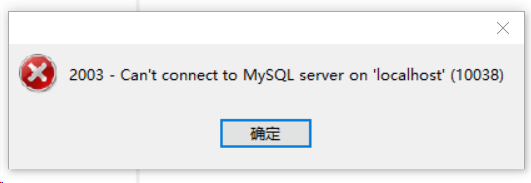 2003 - Can't connect to MySQL server on 'localhost' (10038)
确定